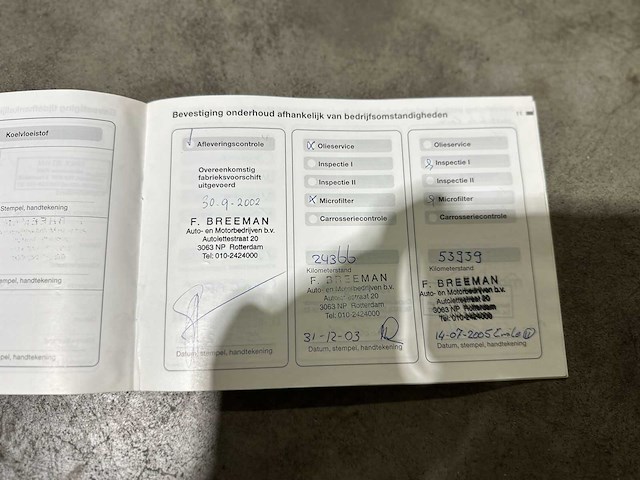 Koelvloeistof
Stempel, handtekening
Bevestiging onderhoud afhankelijk van bedrijfsomstandigheden
Afleveringscontrole
Overeenkomstig
fabrieksvoorschrift
uitgevoerd
30.9.2002
F. BREEMAN
Auto- en Motorbedrijven b.v.
Autolettestraat 20
3063 NP Rotterdam
Tel: 010-2424000
Datum, stempel, handtekening
X Olieservice
Inspectie I
Inspectie II
X Microfilter
Carrosseriecontrole
24366
Kilometerstand
F. BREEMAN
Auto- en Motorbedrijven b.v.
Autolettestraat 20
3063 NP Rotterdam
Tel. 010-2424000
31-12-03
Datum, stempel, handtekening
Olieservice
Inspectie I
Inspectie II
Microfilter
Carrosseriecontrole
53939
Kilometerstand
F. BREEMAN
Auto- en Motorbedrijven b.v.
Autolettestraat 20
3063 NP Rotterdam
Tel. 010-2424000
14-07-2005
Datum, stempel, handtekening